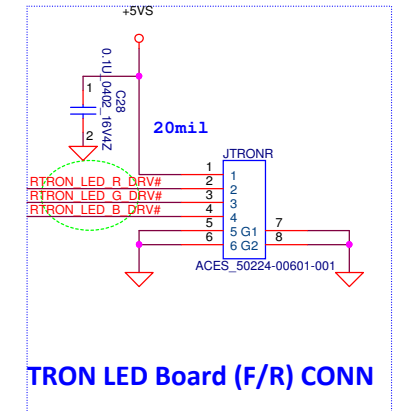 +5VS
1
C28
0.1U_0402_16V4Z
2
20mil
JTRONR
1 1
RTRON_LED_R_DRV# 2 2
RTRON_LED_G_DRV# 3 3
RTRON_LED_B_DRV# 4 4
5 5 G1 7
6 6 G2 8
ACES_50224-00601-001
TRON LED Board (F/R) CONN